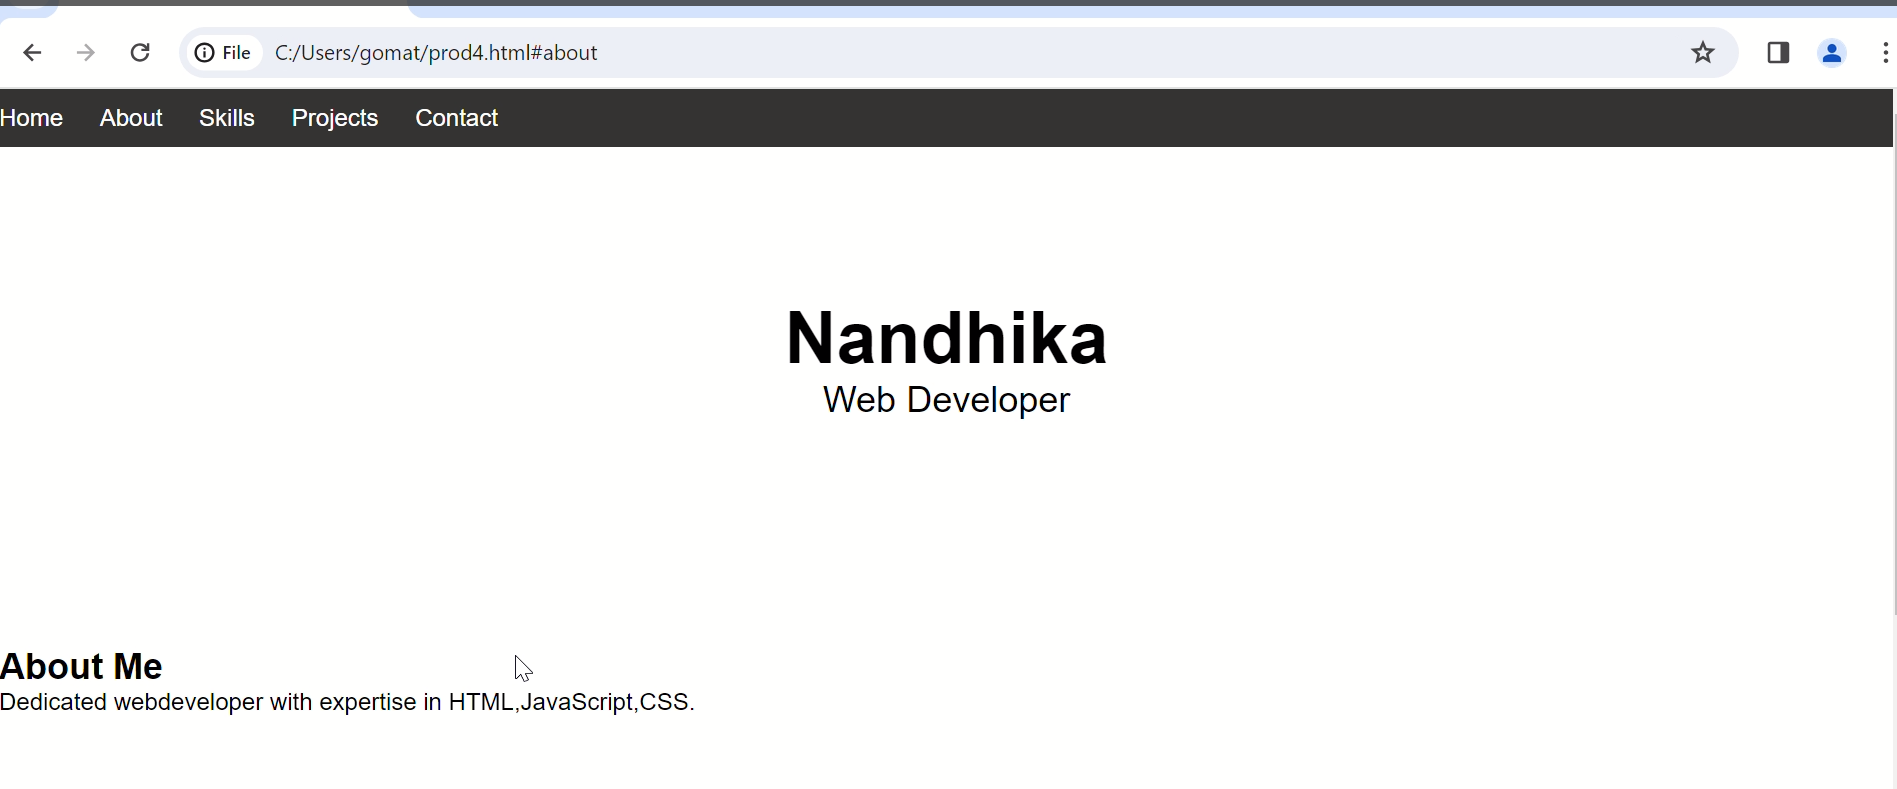 File C:/Users/gomat/prod4.html#about
Home About Skills Projects Contact
Nandhika
Web Developer
About Me
Dedicated webdeveloper with expertise in HTML,JavaScript,CSS.